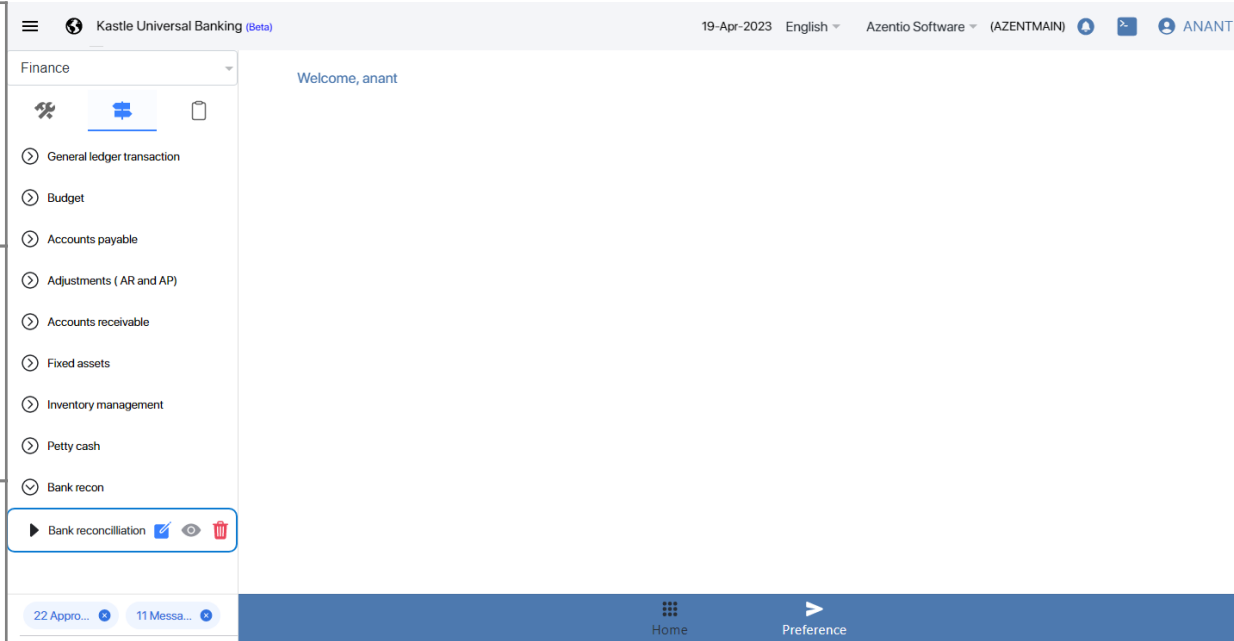 Kastle Universal Banking (Beta)
19-Apr-2023 English Azentio Software (AZENTMAIN) ANANT
Finance
Welcome, anant
General ledger transaction
Budget
Accounts payable
Adjustments ( AR and AP)
Accounts receivable
Fixed assets
Inventory management
Petty cash
Bank recon
Bank reconcilliation
22 Appro... 11 Messa...
Home Preference